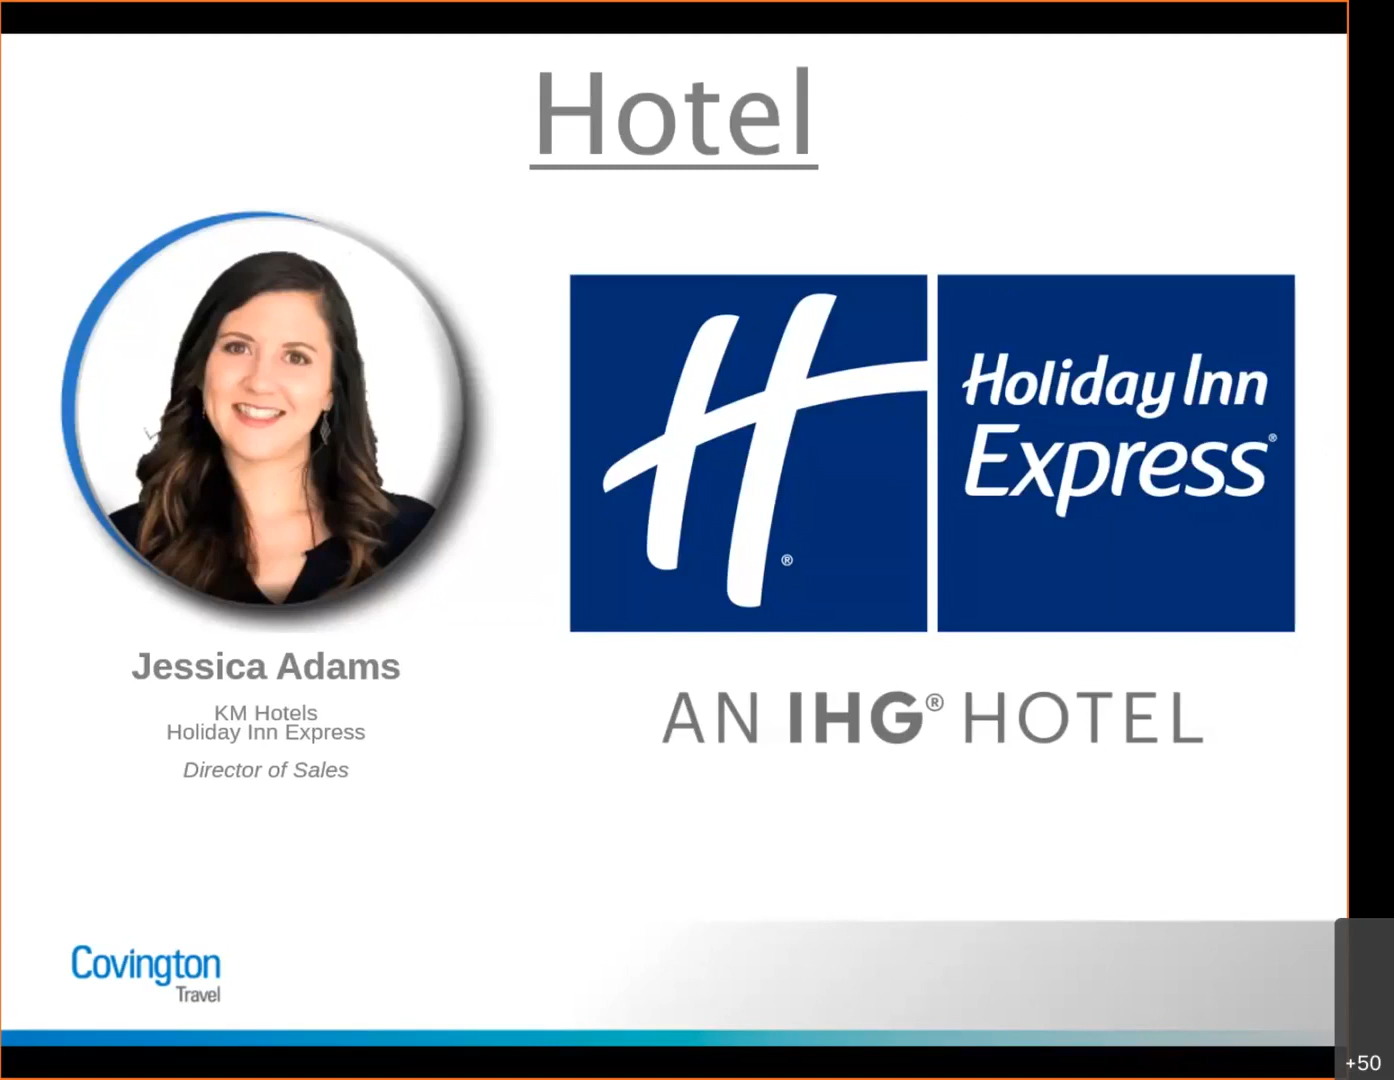 Hotel
H®
Holiday Inn
Express®
Jessica Adams
KM Hotels
Holiday Inn Express
Director of Sales
AN IHG® HOTEL
Covington
Travel
+50